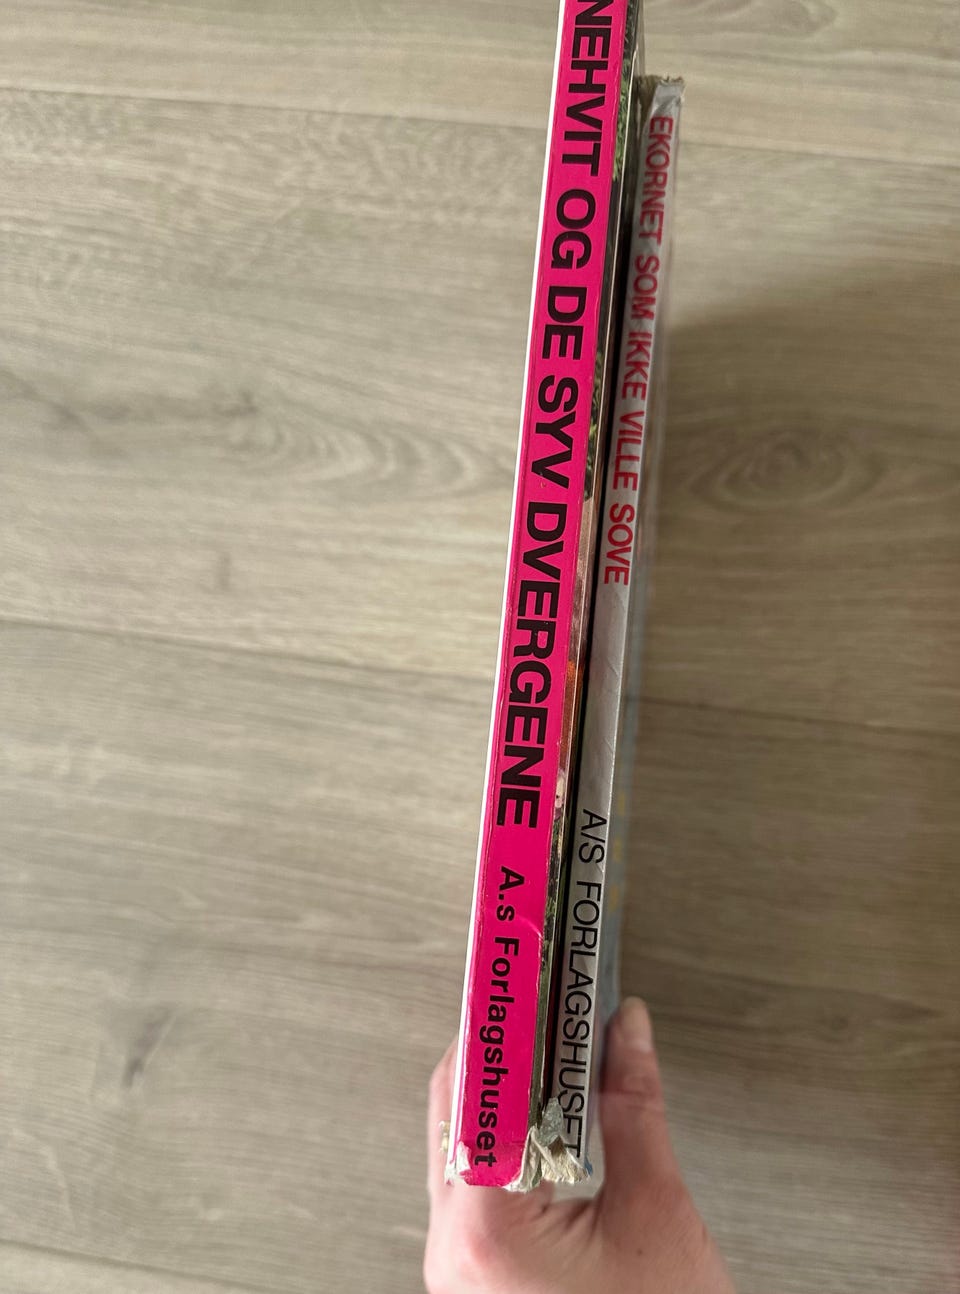 NEHVIT OG DE SYV DVERGENE A.s Forlagshuset
EKORNET SOM IKKE VILLE SOVE A/S FORLAGSHUSET